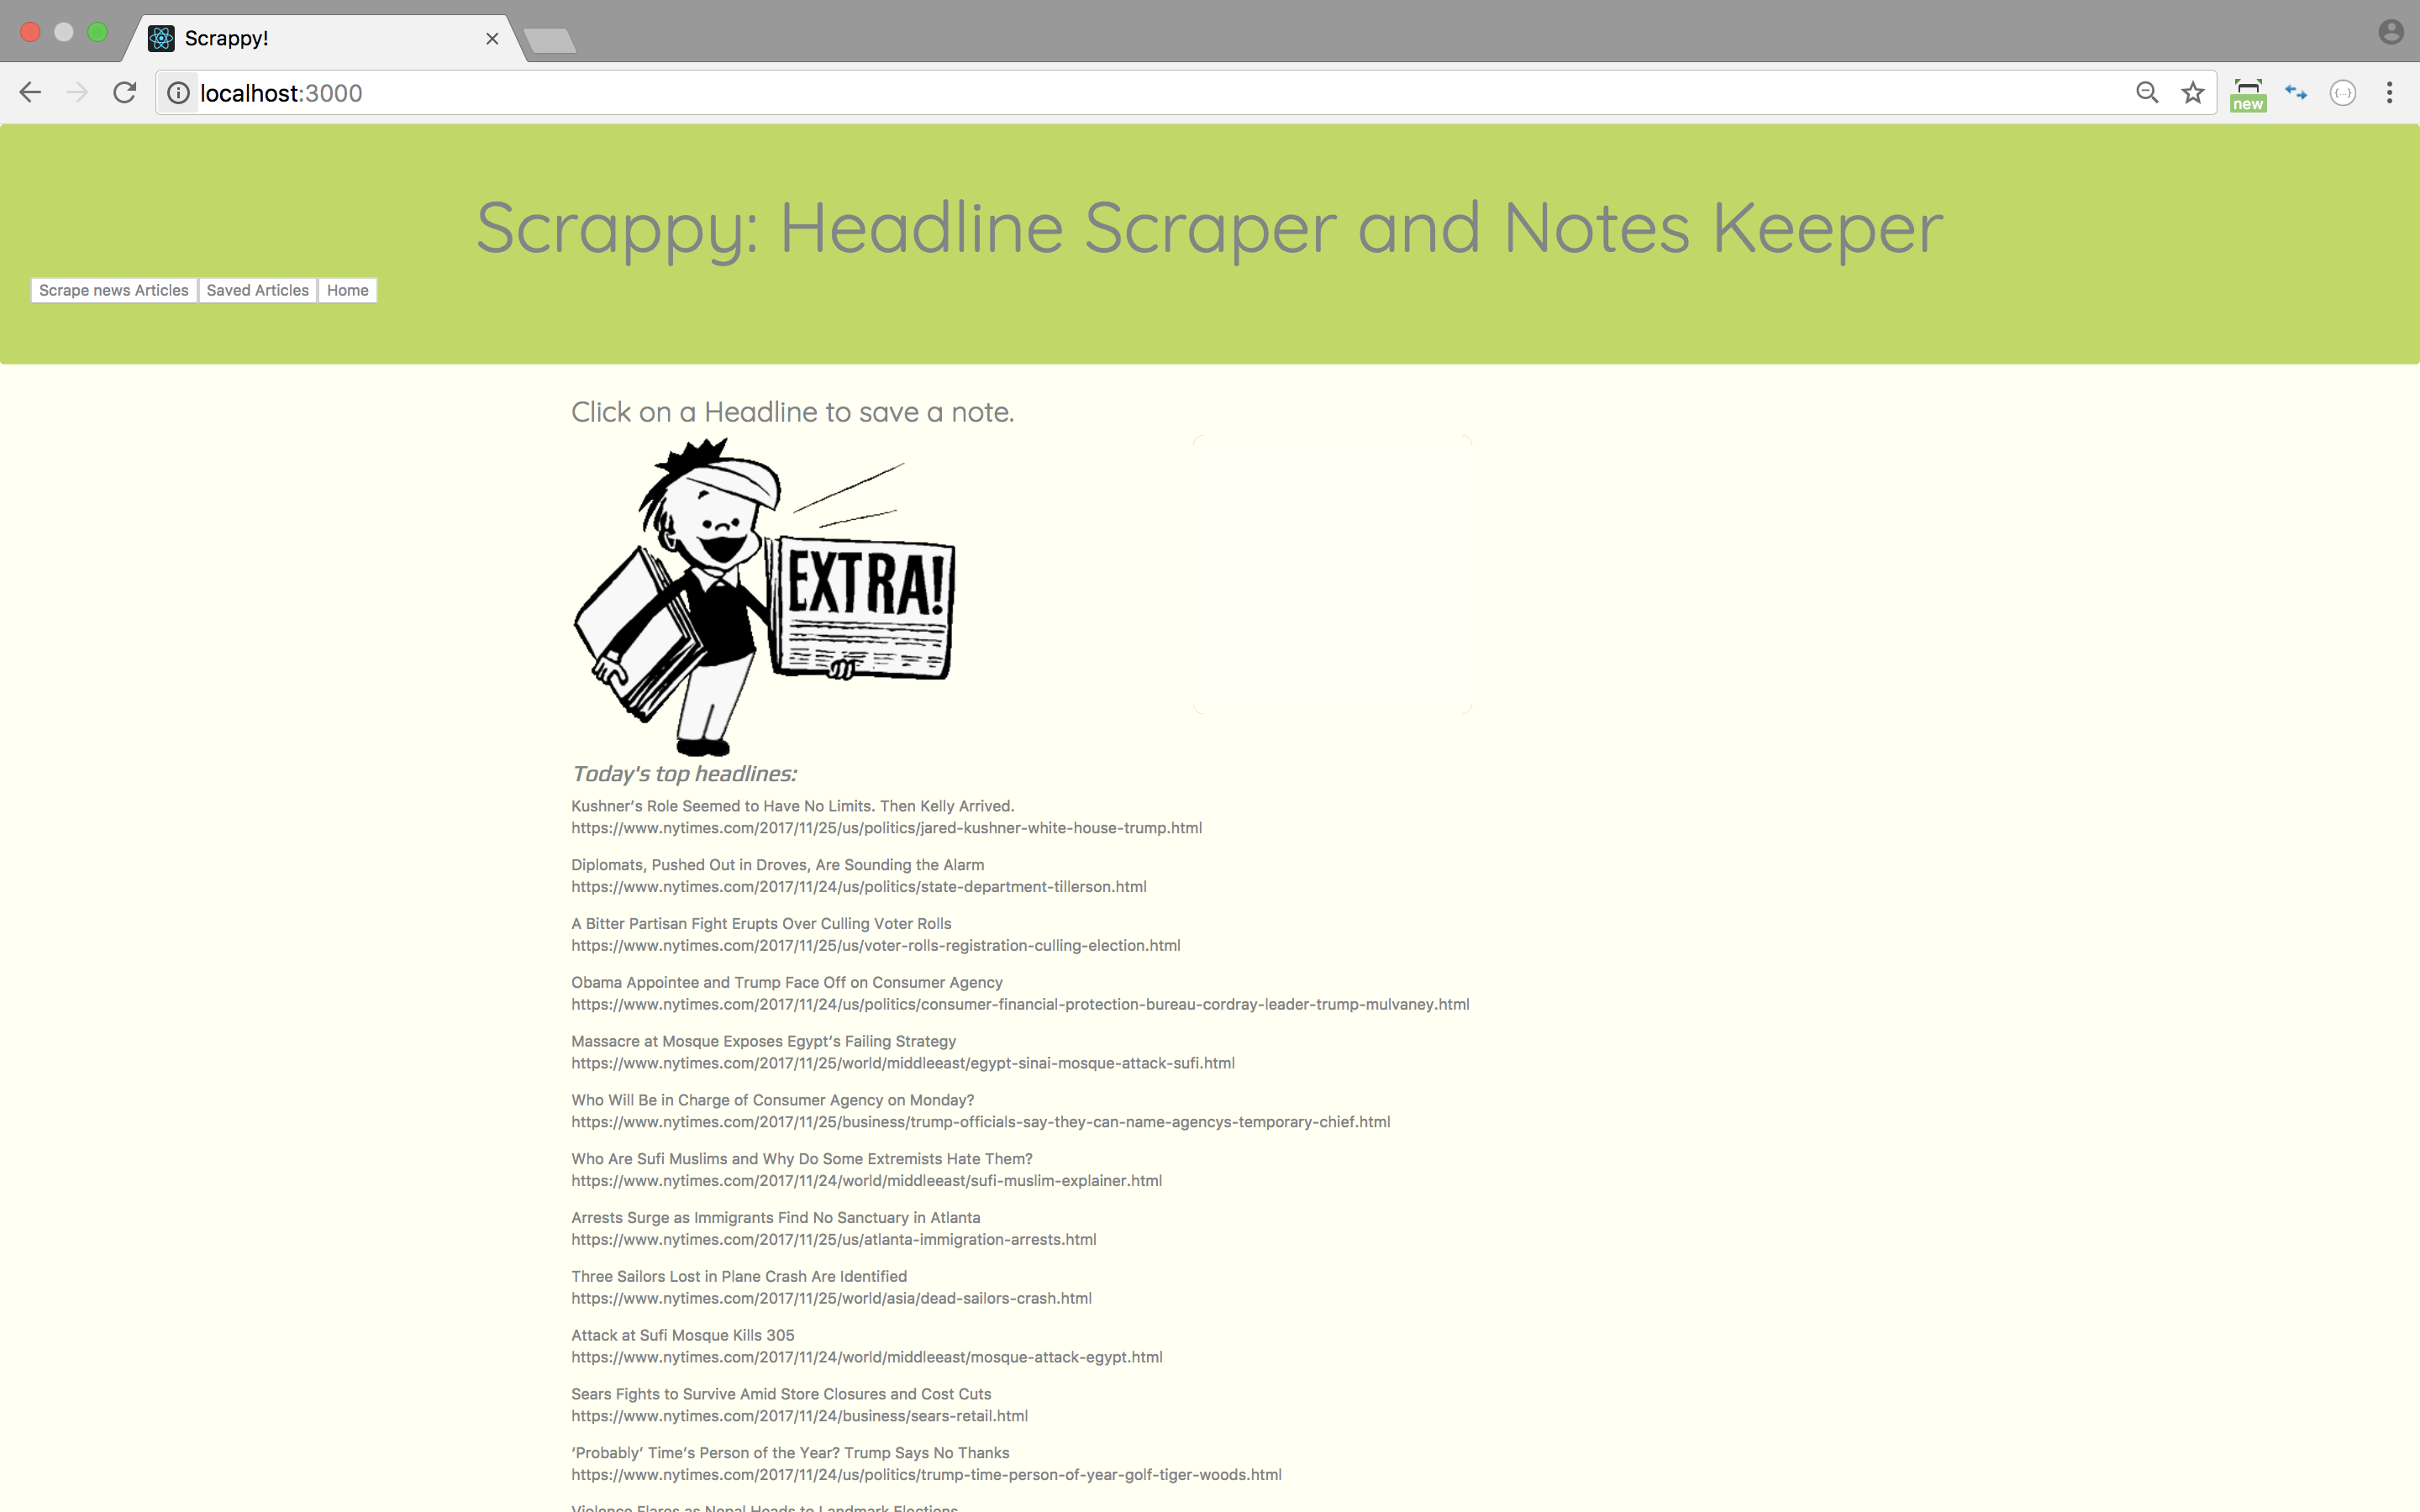 Scrappy!
localhost:3000
new
Scrappy: Headline Scraper and Notes Keeper
Scrape news Articles Saved Articles Home
Click on a Headline to save a note.
EXTRA!
Today's top headlines:
Kushner’s Role Seemed to Have No Limits. Then Kelly Arrived.
https://www.nytimes.com/2017/11/25/us/politics/jared-kushner-white-house-trump.html
Diplomats, Pushed Out in Droves, Are Sounding the Alarm
https://www.nytimes.com/2017/11/24/us/politics/state-department-tillerson.html
A Bitter Partisan Fight Erupts Over Culling Voter Rolls
https://www.nytimes.com/2017/11/25/us/voter-rolls-registration-culling-election.html
Obama Appointee and Trump Face Off on Consumer Agency
https://www.nytimes.com/2017/11/24/us/politics/consumer-financial-protection-bureau-cordray-leader-trump-mulvaney.html
Massacre at Mosque Exposes Egypt’s Failing Strategy
https://www.nytimes.com/2017/11/25/world/middleeast/egypt-sinai-mosque-attack-sufi.html
Who Will Be in Charge of Consumer Agency on Monday?
https://www.nytimes.com/2017/11/25/business/trump-officials-say-they-can-name-agencys-temporary-chief.html
Who Are Sufi Muslims and Why Do Some Extremists Hate Them?
https://www.nytimes.com/2017/11/24/world/middleeast/sufi-muslim-explainer.html
Arrests Surge as Immigrants Find No Sanctuary in Atlanta
https://www.nytimes.com/2017/11/25/us/atlanta-immigration-arrests.html
Three Sailors Lost in Plane Crash Are Identified
https://www.nytimes.com/2017/11/25/world/asia/dead-sailors-crash.html
Attack at Sufi Mosque Kills 305
https://www.nytimes.com/2017/11/24/world/middleeast/mosque-attack-egypt.html
Sears Fights to Survive Amid Store Closures and Cost Cuts
https://www.nytimes.com/2017/11/24/business/sears-retail.html
‘Probably’ Time’s Person of the Year? Trump Says No Thanks
https://www.nytimes.com/2017/11/24/us/politics/trump-time-person-of-year-golf-tiger-woods.html
Violence Flares as Nepal Heads to Landmark Elections